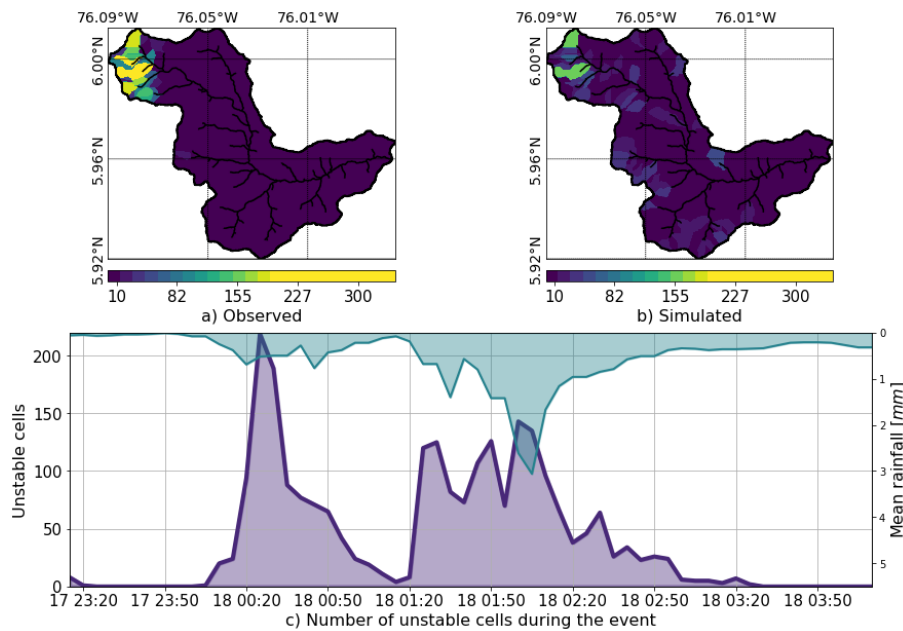 76.09°W 76.05°W 76.01°W
76.09°W 76.05°W 76.01°W
6.00°N
5.96°N
5.92°N
6.00°N
5.96°N
5.92°N
10 82 155 227 300
10 82 155 227 300
a) Observed
b) Simulated
Unstable cells
200
150
100
50
0
0
1
2
3
4
5
Mean rainfall [mm]
17 23:20 17 23:50 18 00:20 18 00:50 18 01:20 18 01:50 18 02:20 18 02:50 18 03:20 18 03:50
c) Number of unstable cells during the event